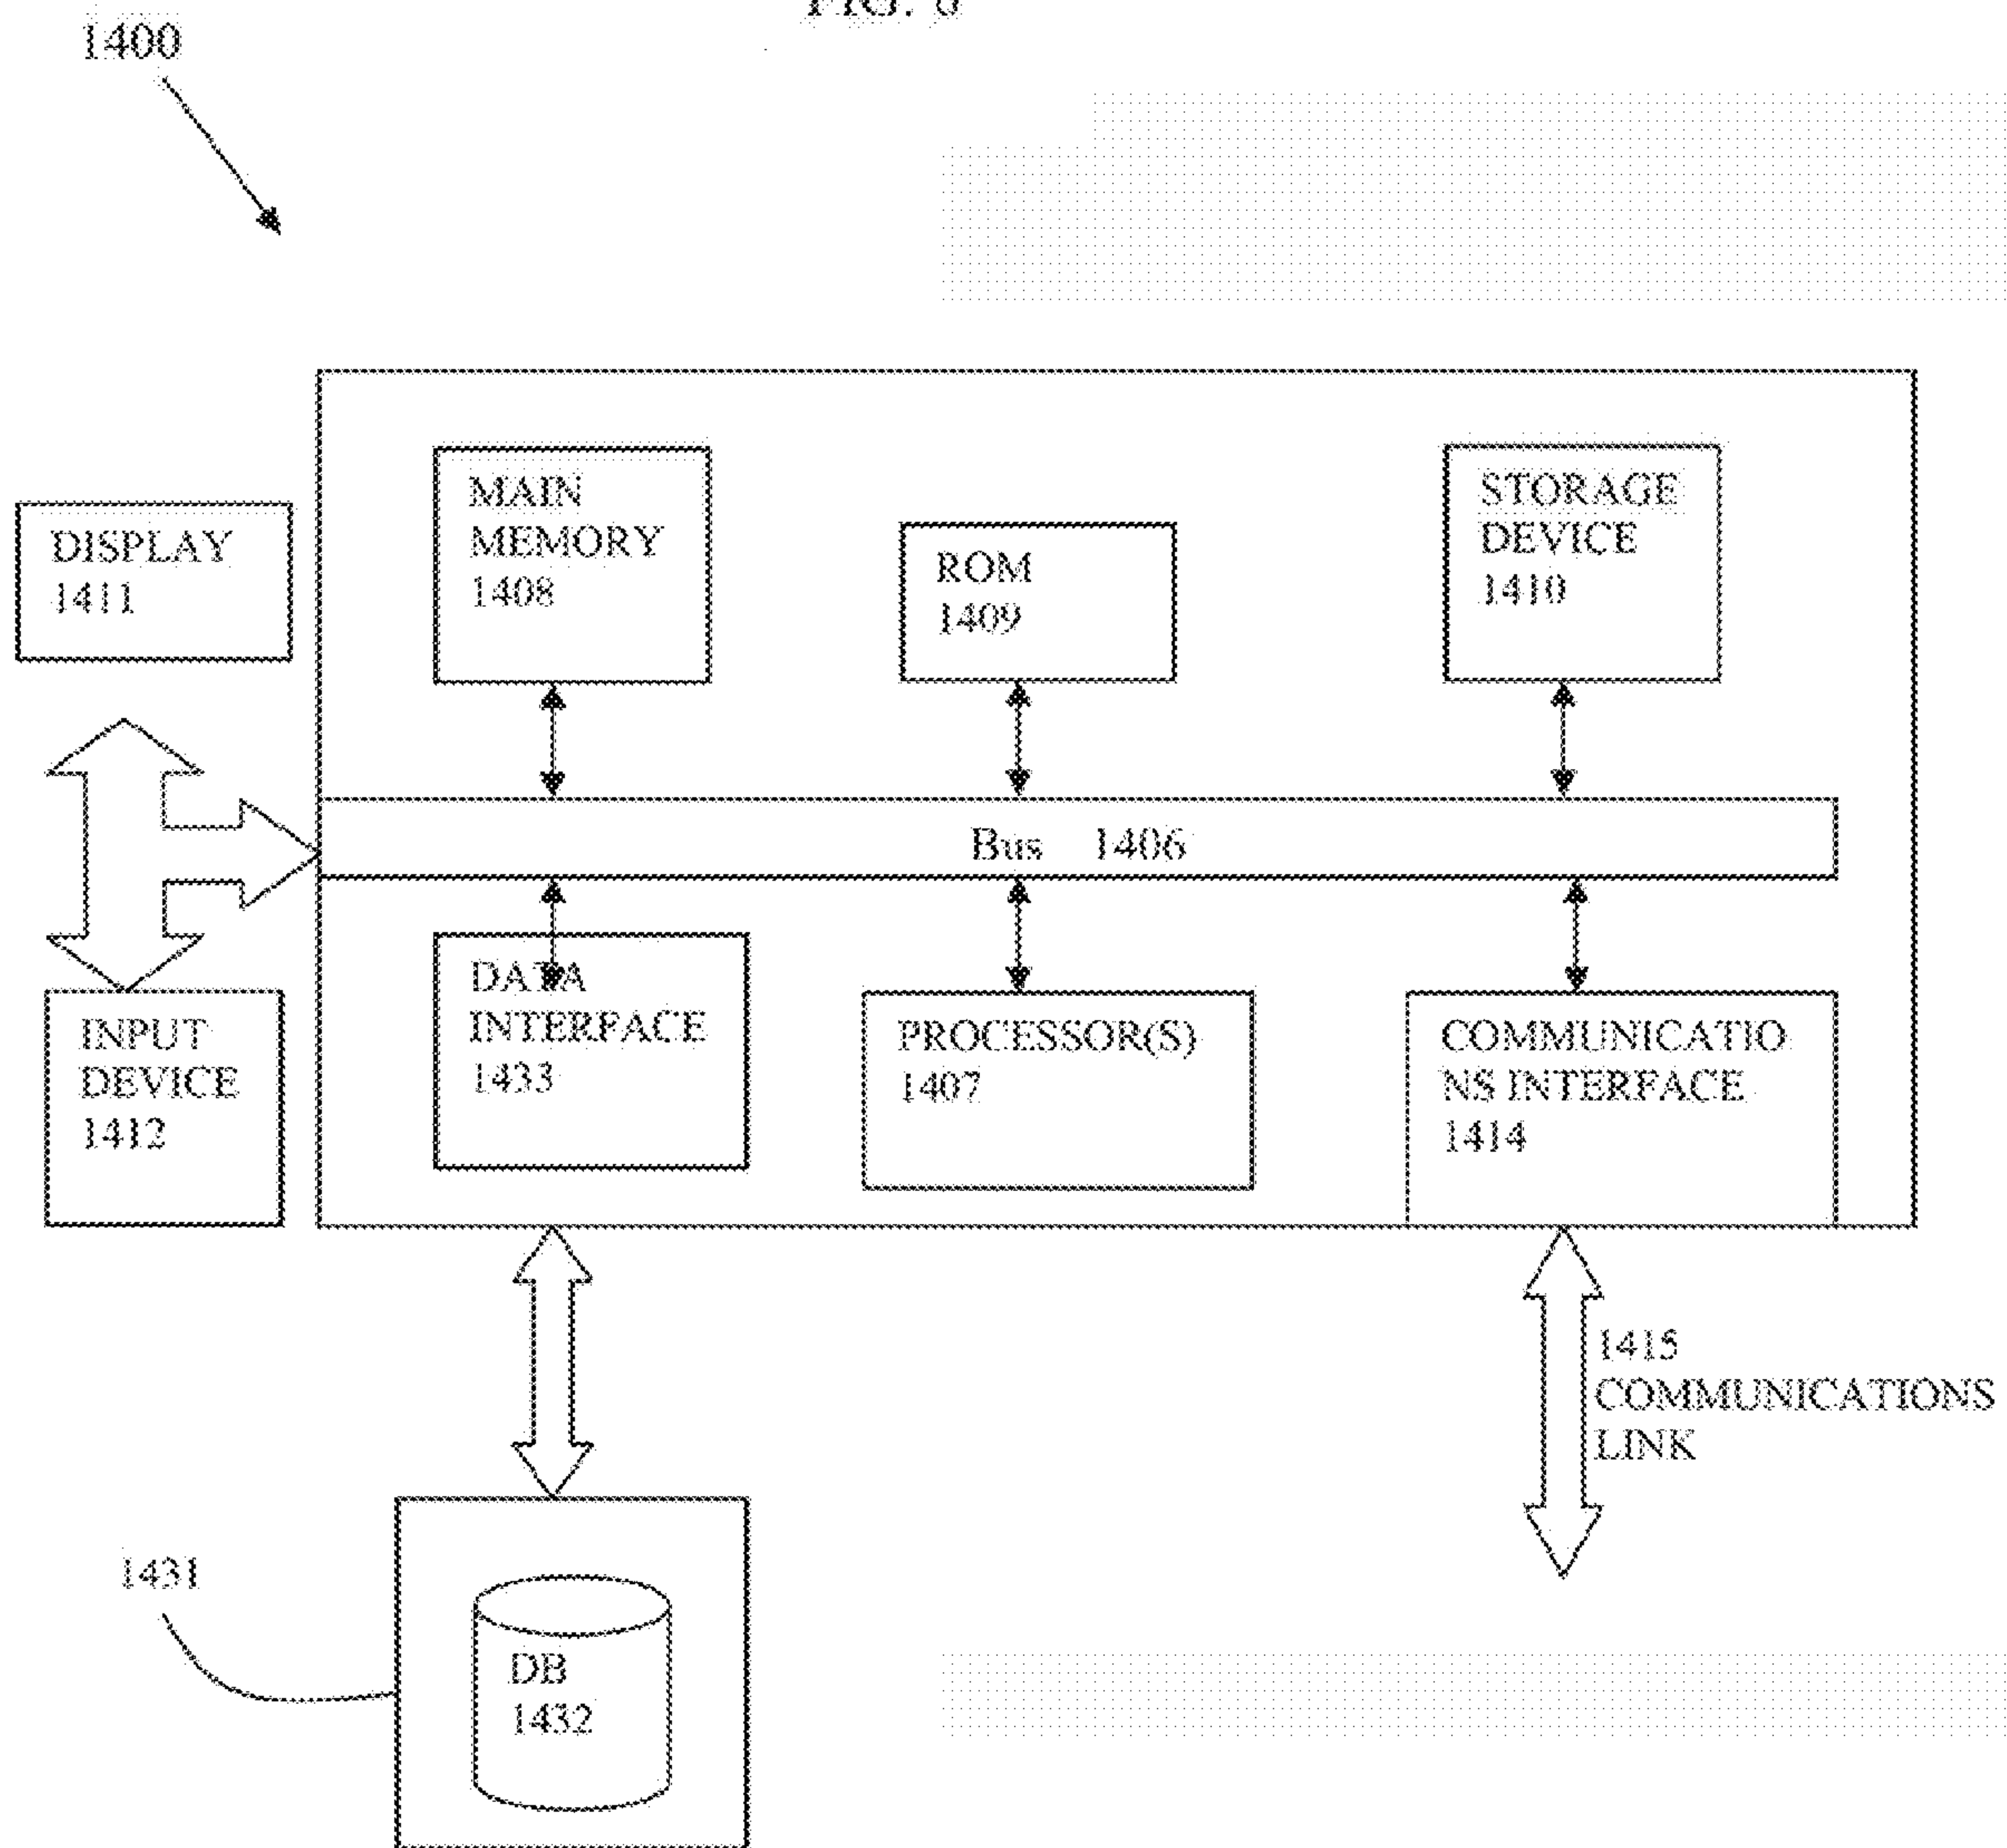 1400
DISPLAY
1411
MAIN
MEMORY
1408
ROM
1409
STORAGE
DEVICE
1410
Bus 1406
INPUT
DEVICE
1412
DATA
INTERFACE
1433
PROCESSOR(S)
1407
COMMUNICATIO
NS INTERFACE
1414
1415
COMMUNICATIONS
LINK
1431
DB
1432